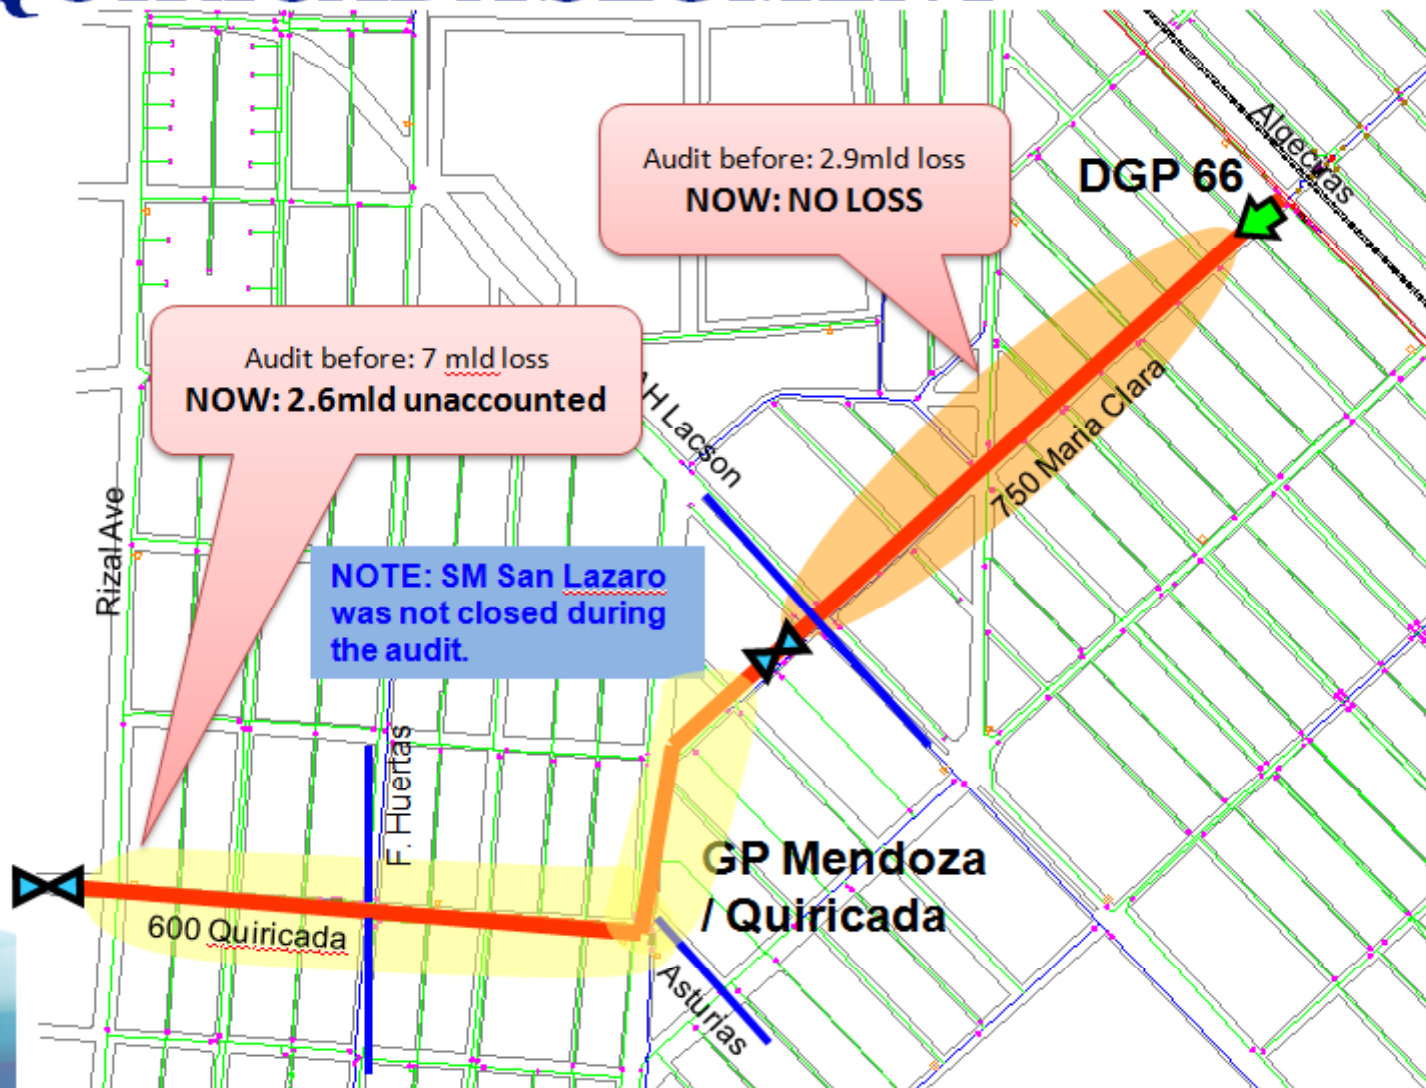 Audit before: 2.9mld loss
NOW: NO LOSS
Algeciras
DGP 66
Audit before: 7 mld loss
NOW: 2.6mld unaccounted
AH Lacson
750 Maria Clara
Rizal Ave
NOTE: SM San Lazaro
was not closed during
the audit.
F. Huertas
GP Mendoza
/ Quiricada
600 Quiricada
Asturias